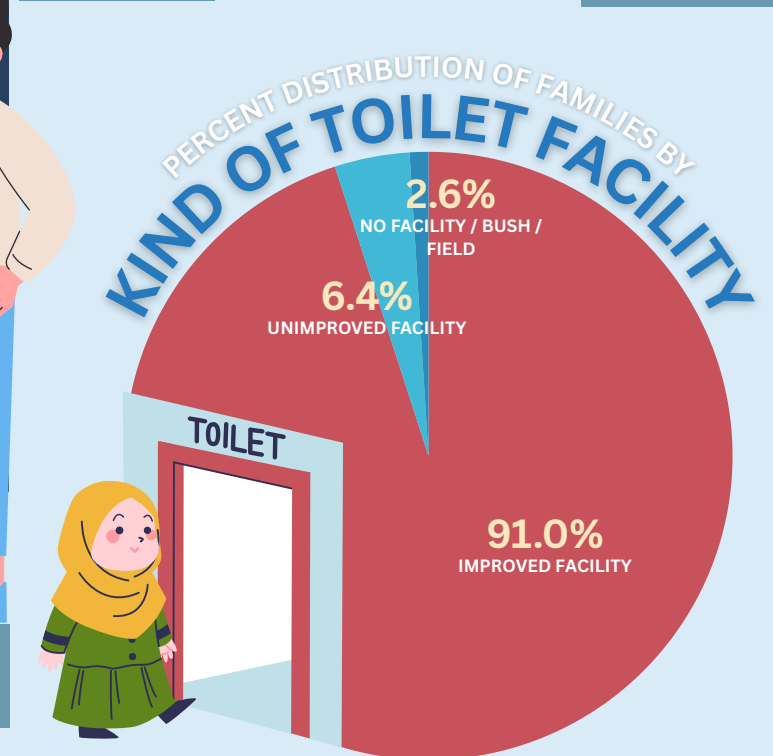 PERCENT DISTRIBUTION OF FAMILIES BY
KIND OF TOILET FACILITY
2.6%
NO FACILITY / BUSH /
FIELD
6.4%
UNIMPROVED FACILITY
TOILET
91.0%
IMPROVED FACILITY